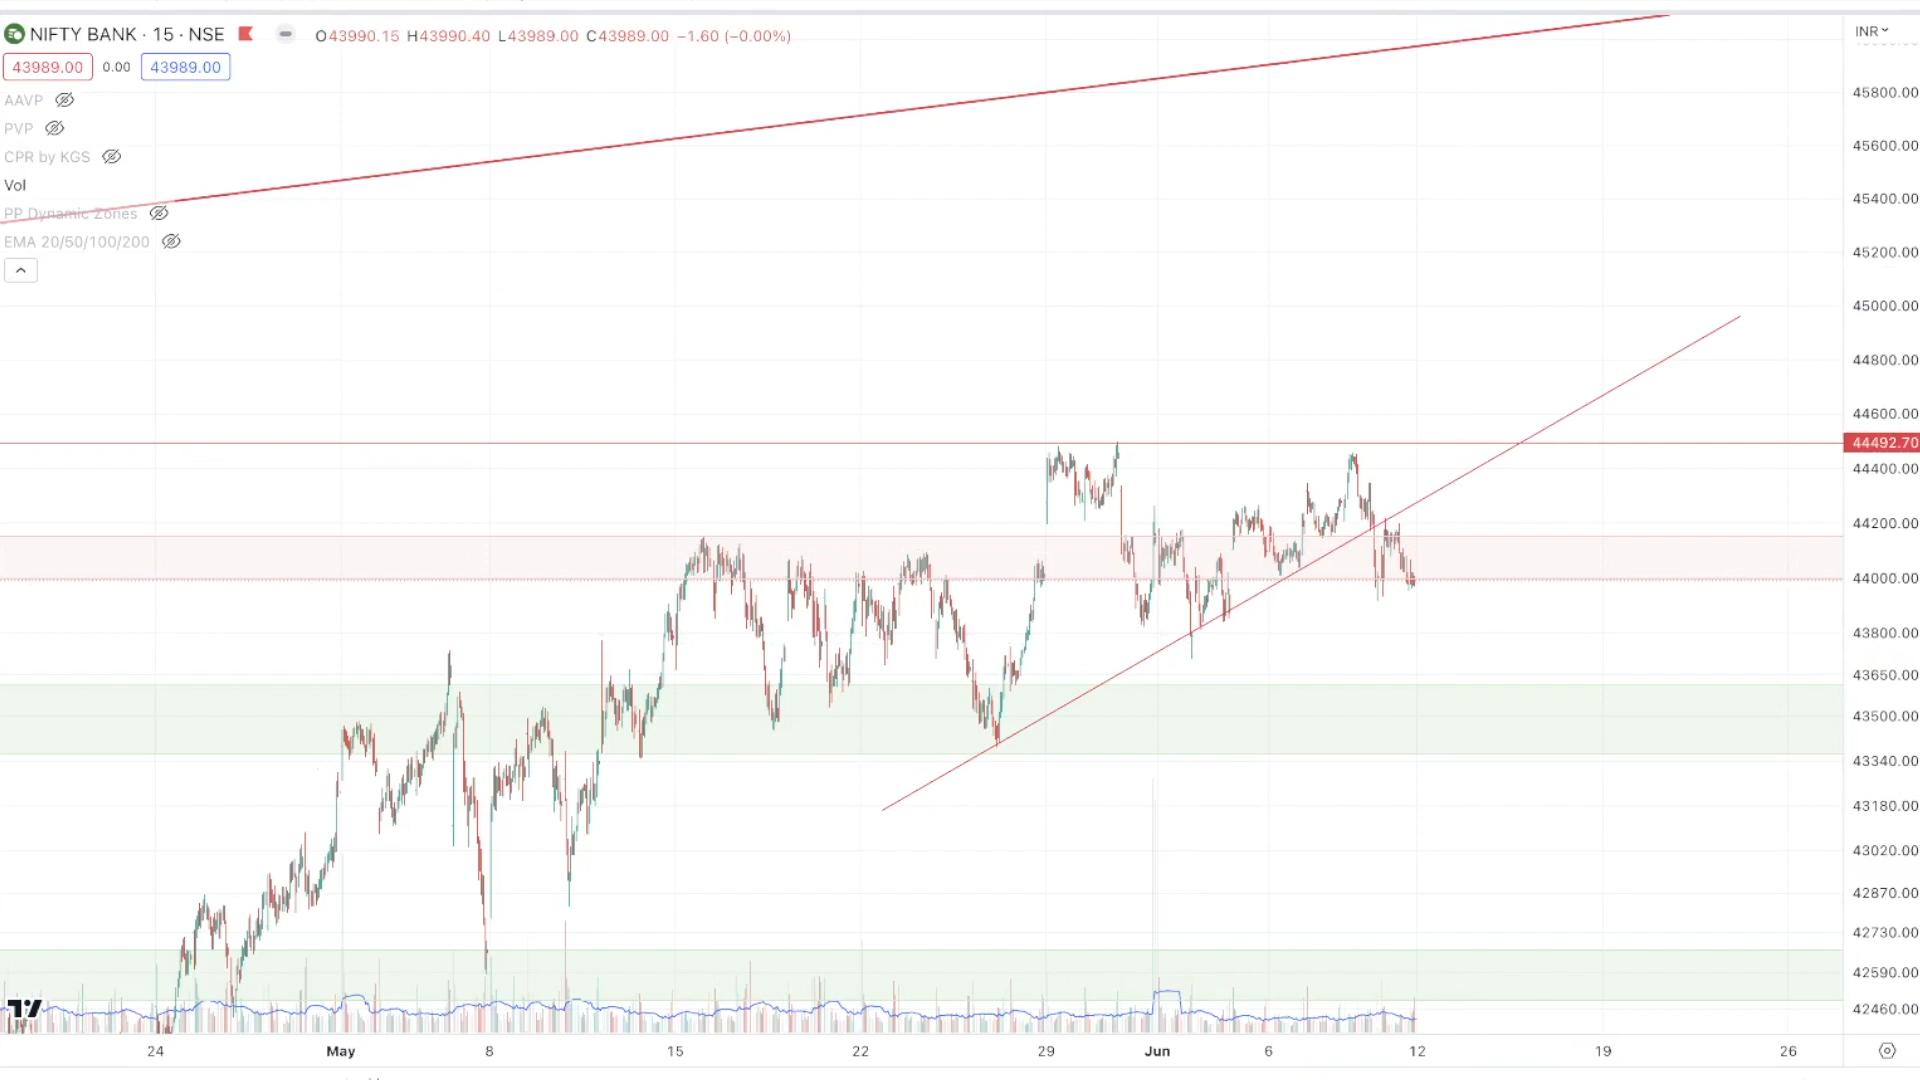 NIFTY BANK · 15 · NSE O43990.15 H43990.40 L43989.00 C43989.00 −1.60 (−0.00%)
INR
43989.00 0.00 43989.00
AAVP
PVP
CPR by KGS
Vol
PP Dynamic Zones
EMA 20/50/100/200
45800.00
45600.00
45400.00
45200.00
45000.00
44800.00
44600.00
44492.70
44400.00
44200.00
44000.00
43800.00
43650.00
43500.00
43340.00
43180.00
43020.00
42870.00
42730.00
42590.00
42460.00
24 May 8 15 22 29 Jun 6 12 19 26